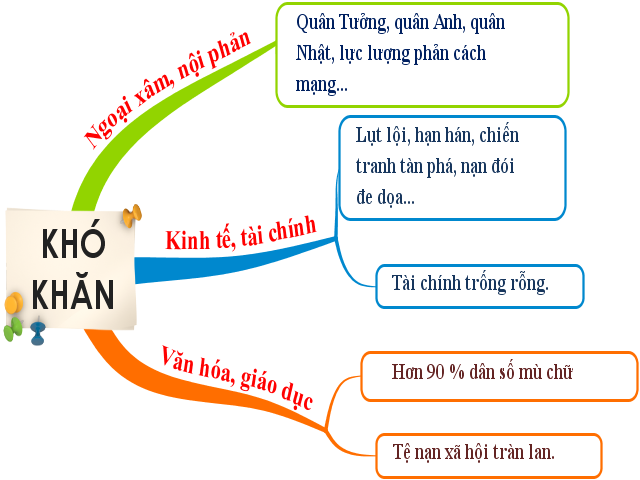 Ngoại xâm, nội phản
Quân Tưởng, quân Anh, quân
Nhật, lực lượng phản cách
mạng...
KHÓ
KHĂN
Kinh tế, tài chính
Lụt lội, hạn hán, chiến
tranh tàn phá, nạn đói
đe dọa...
Tài chính trống rỗng.
Văn hóa, giáo dục
Hơn 90 % dân số mù chữ
Tệ nạn xã hội tràn lan.